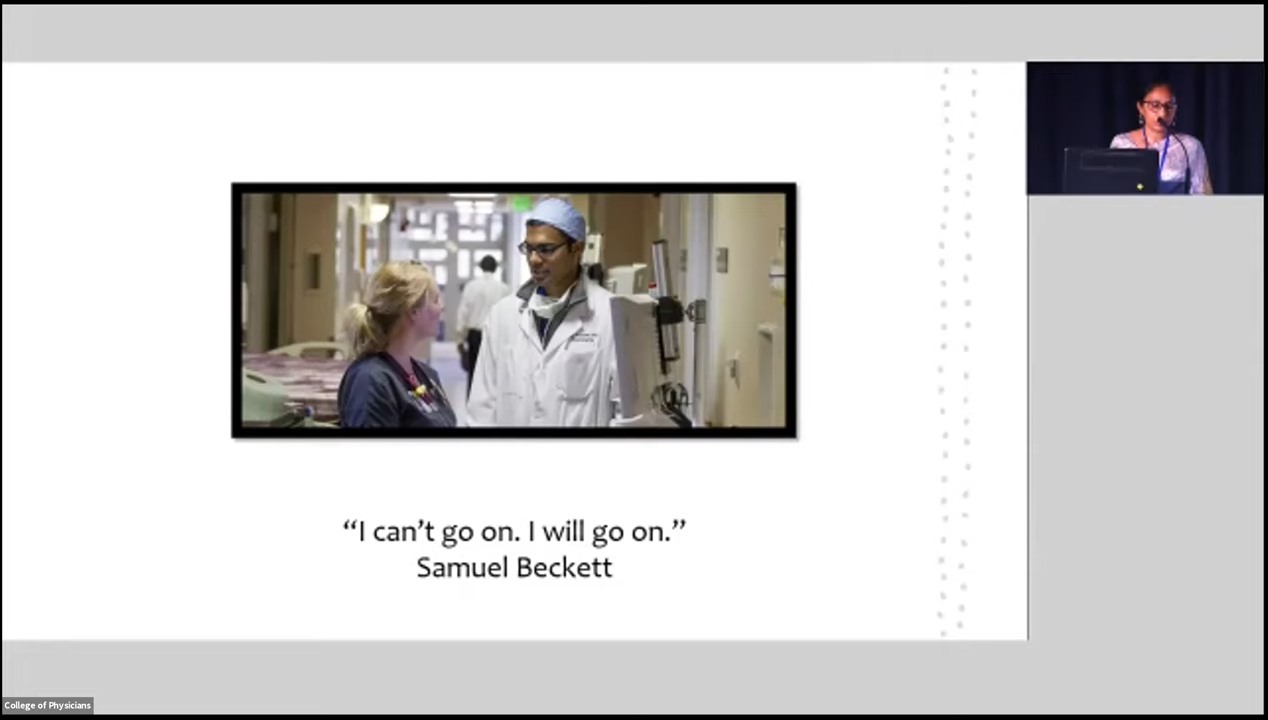 “I can’t go on. I will go on.”
Samuel Beckett
College of Physicians